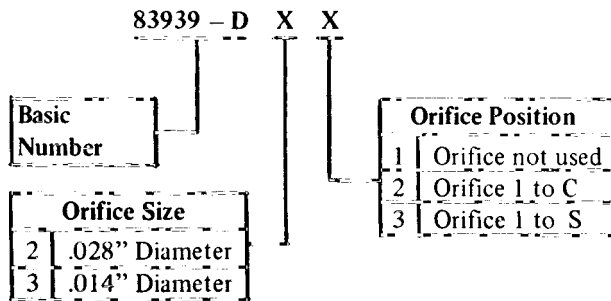 83939 – D X X
Basic
Number
Orifice Size
2 .028” Diameter
3 .014” Diameter
Orifice Position
1 Orifice not used
2 Orifice 1 to C
3 Orifice 1 to S